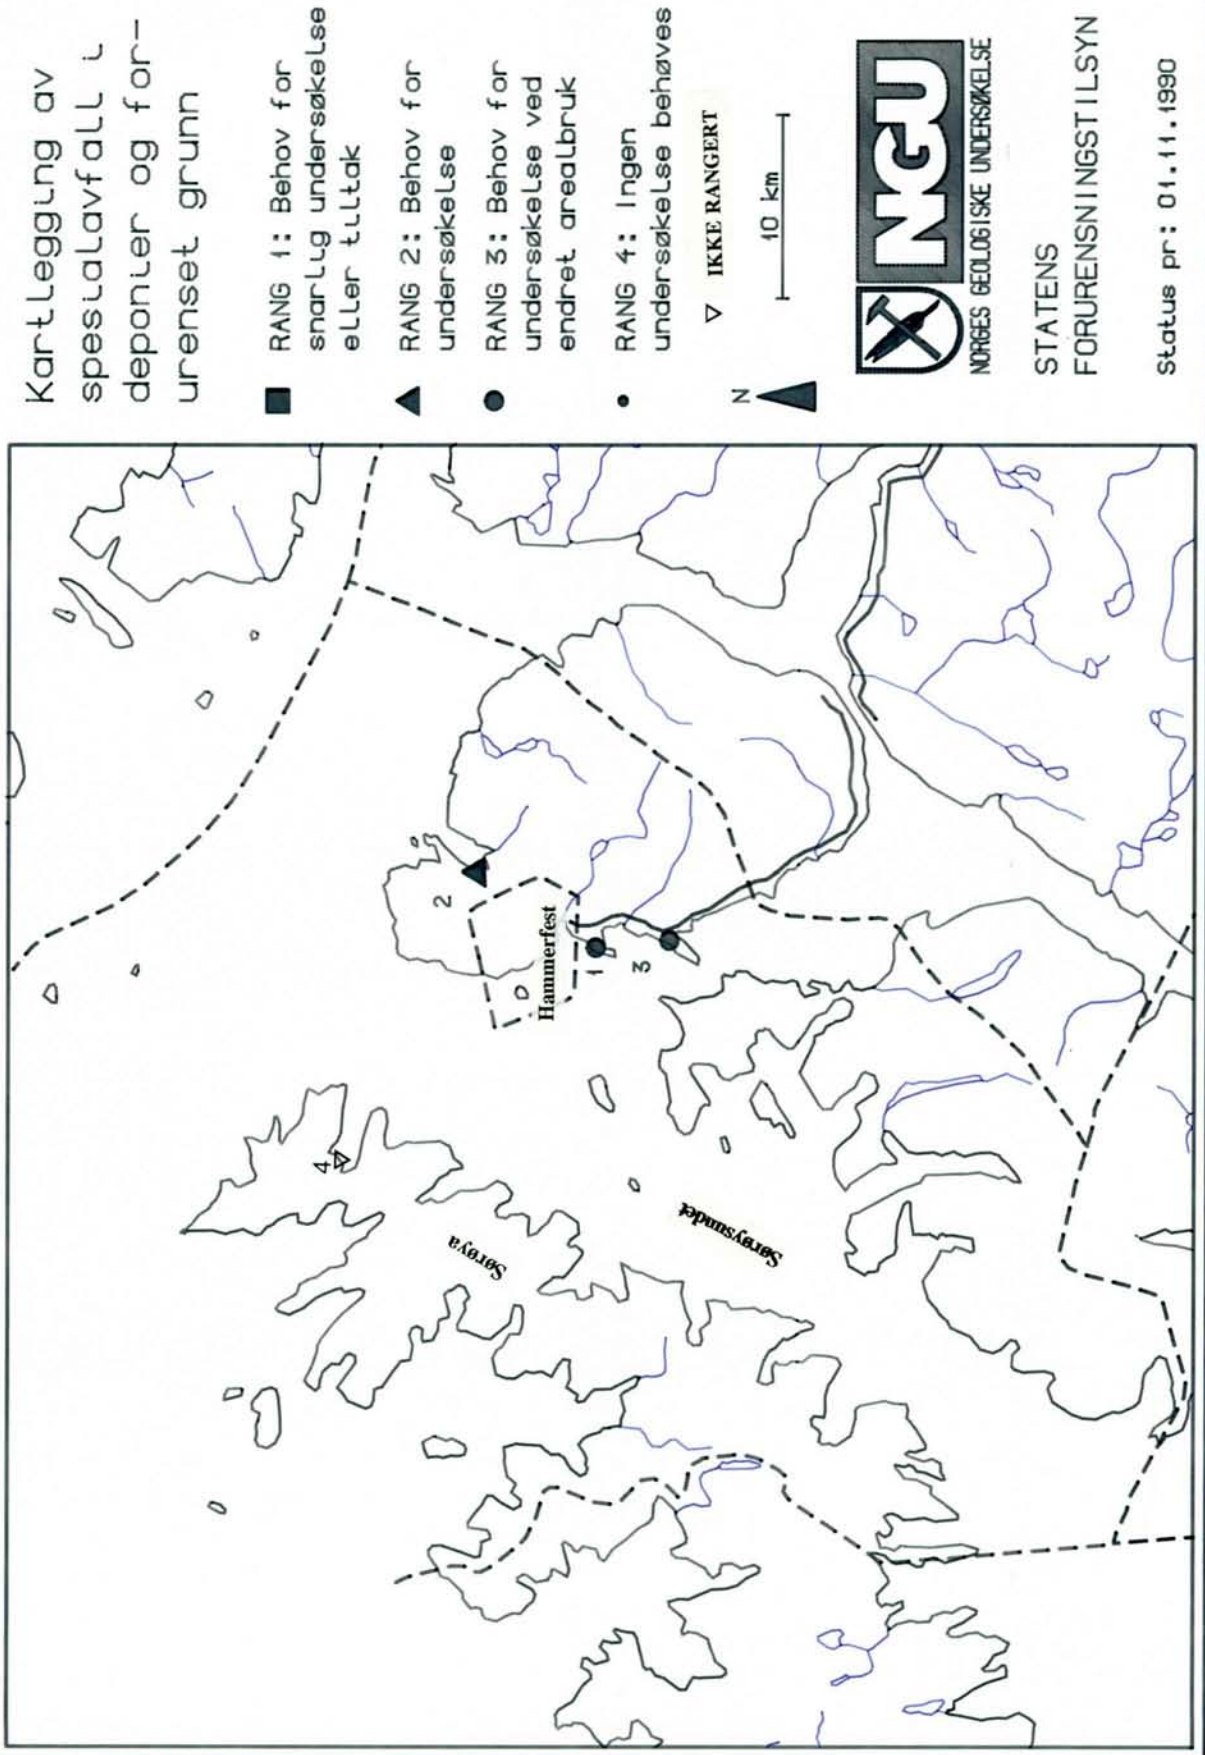 Kartlegging av
spesialavfall i
deponier og for-
urenset grunn
RANG 1: Behov for
snarlig undersøkelse
eller tiltak
RANG 2: Behov for
undersøkelse
RANG 3: Behov for
undersøkelse ved
endret arealbruk
RANG 4: Ingen
undersøkelse behøves
IKKE RANGERT
10 km
N
NGU
NORGES GEOLOGISKE UNDERSØKELSE
STATENS
FORURENSNINGSTILSYN
Status pr: 01.11.1990
2
Hammerfest
1
3
4
Sørøya
Sørøysundet